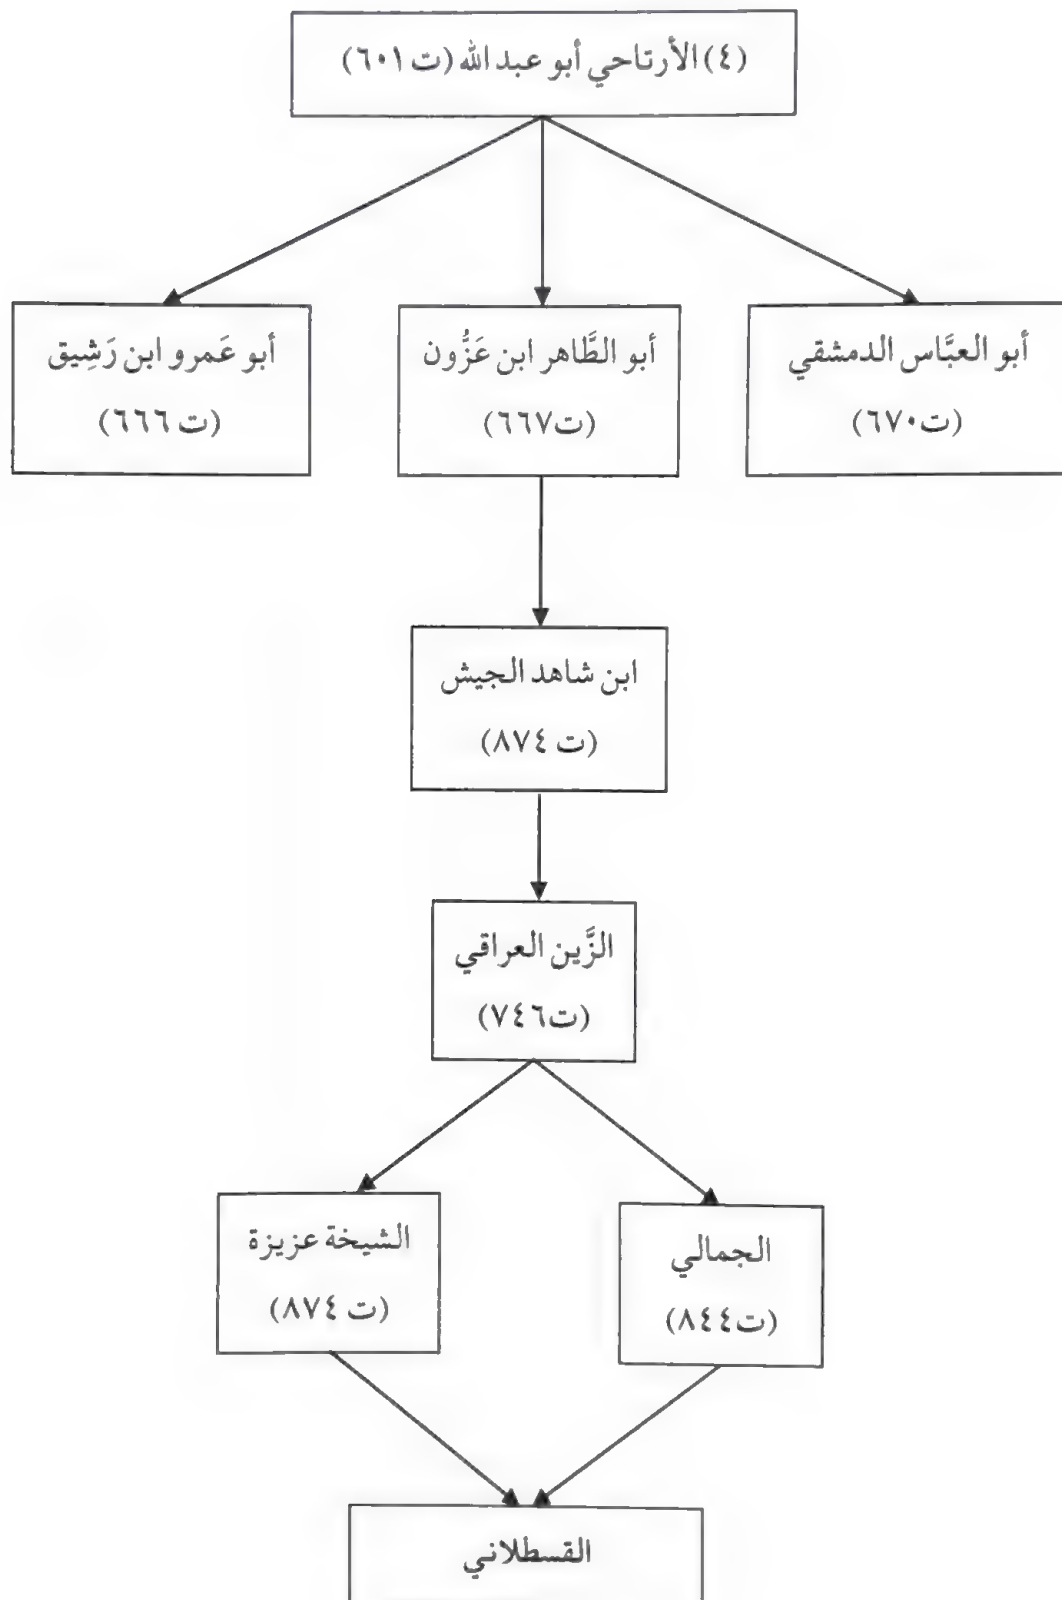 (٤) الأرتاحي أبو عبد الله (ت ٦٠١)
أبو العبَّاس الدمشقي
(ت٦٧٠)
أبو الطَّاهر ابن عَزُّون
(ت٦٦٧)
أبو عَمرو ابن رَشِيق
(ت ٦٦٦)
ابن شاهد الجيش
(ت ٨٧٤)
الزَّين العراقي
(ت٧٤٦)
الجمالي
(ت٨٤٤)
الشيخة عزيزة
(ت ٨٧٤)
القسطلاني